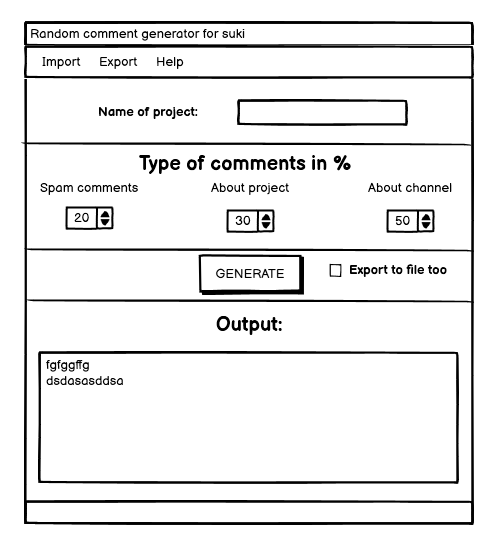 Random comment generator for suki
Import Export Help
Name of project:
Type of comments in %
Spam comments About project About channel
20 30 50
GENERATE Export to file too
Output:
fgfggffg
dsdasasddsa